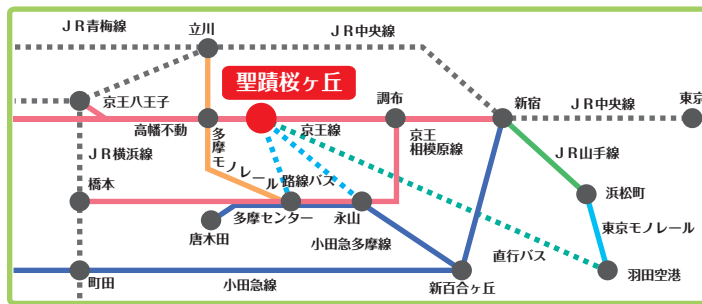 JR青梅線
立川
JR中央線
聖蹟桜ヶ丘
京王八王子
調布
新宿
JR中央線
東京
高幡不動
多摩モノレール
京王線
京王
相模原線
JR横浜線
JR山手線
橋本
路線バス
浜松町
多摩センター
永山
唐木田
東京モノレール
小田急多摩線
直行バス
羽田空港
町田
小田急線
新百合ヶ丘